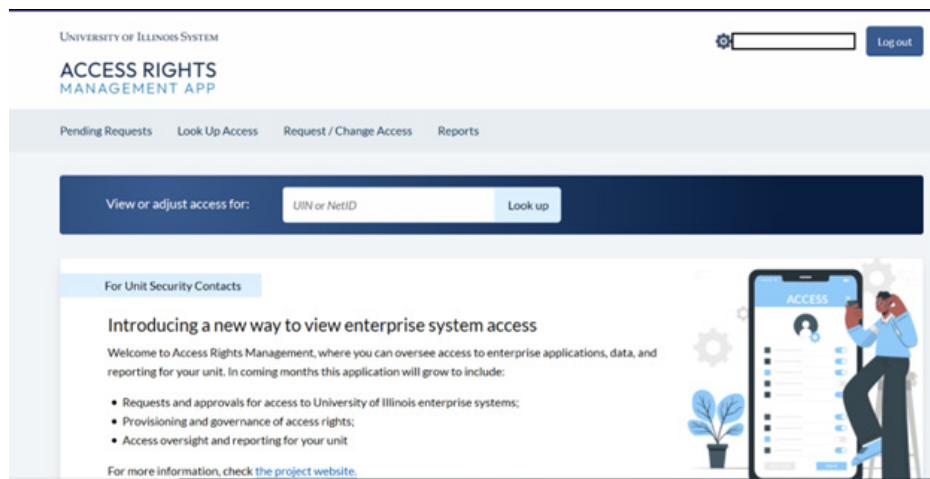 UNIVERSITY OF ILLINOIS SYSTEM
Log out
ACCESS RIGHTS
MANAGEMENT APP
Pending Requests Look Up Access Request / Change Access Reports
View or adjust access for: UIN or NetID Look up
For Unit Security Contacts
Introducing a new way to view enterprise system access
Welcome to Access Rights Management, where you can oversee access to enterprise applications, data, and
reporting for your unit. In coming months this application will grow to include:
• Requests and approvals for access to University of Illinois enterprise systems;
• Provisioning and governance of access rights;
• Access oversight and reporting for your unit
For more information, check the project website.
ACCESS